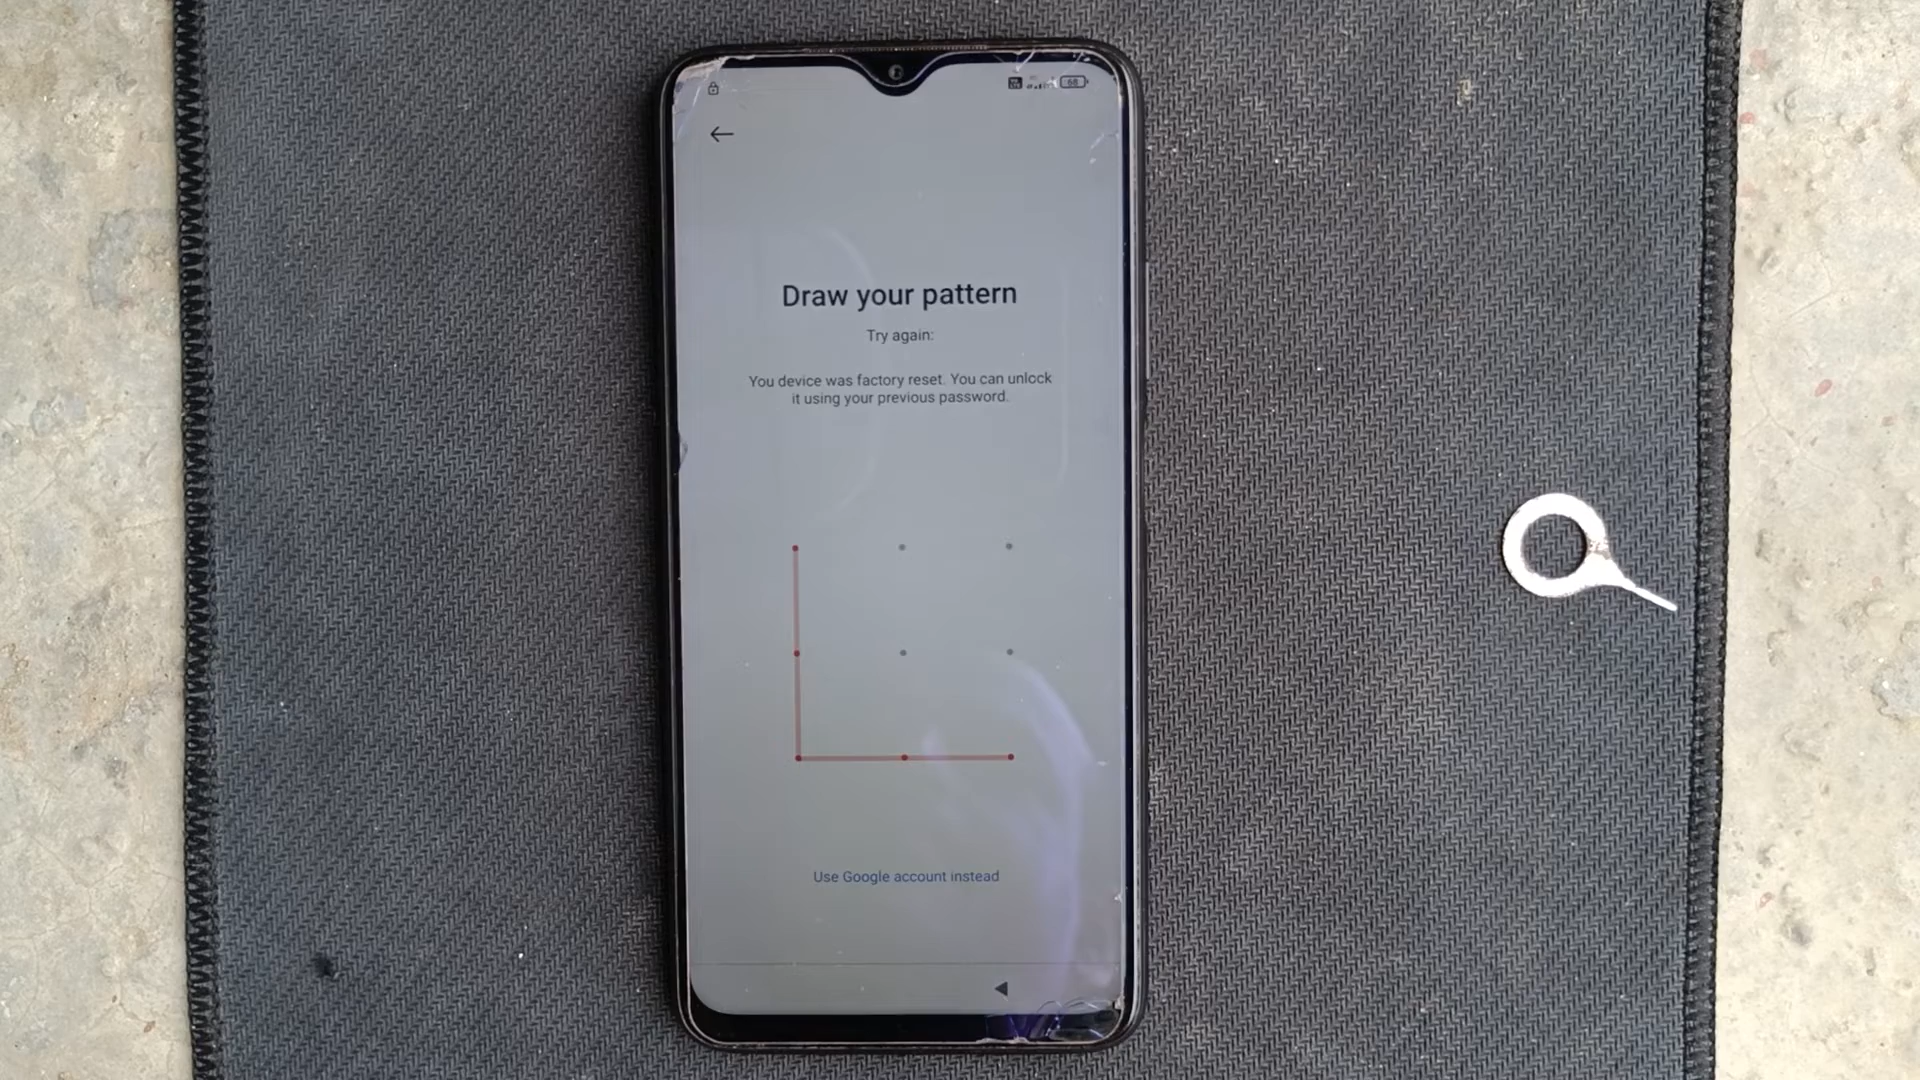 68
Draw your pattern
Try again:
You device was factory reset. You can unlock
it using your previous password.
Use Google account instead